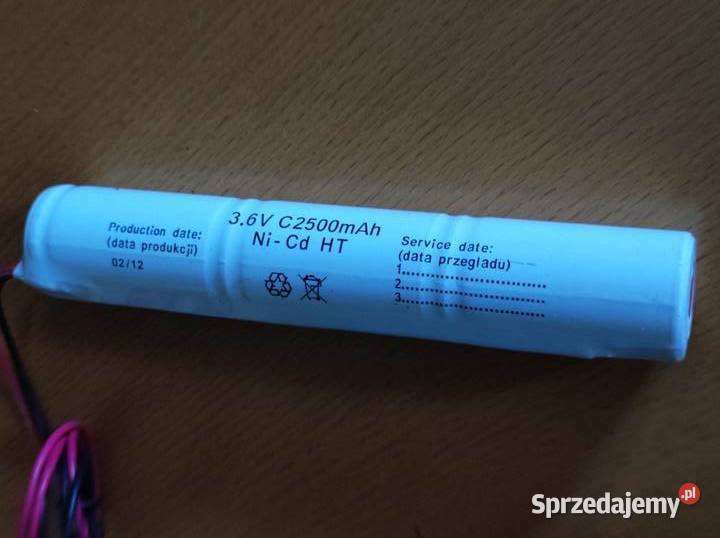 Production date:
(data produkcji)
02/12
3,6V C2500mAh
Ni-Cd HT
Service date:
(data przegladu)
1................................
2................................
3................................
Sprzedajemy.pl